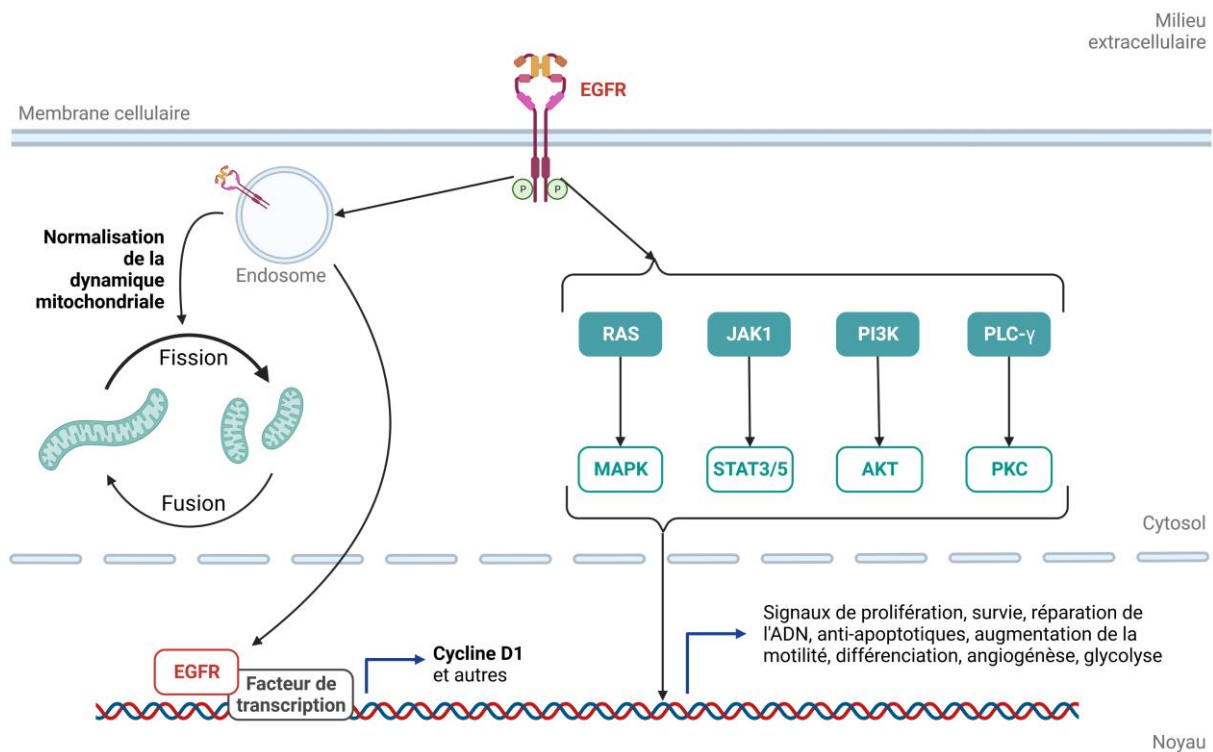 Milieu
extracellulaire
EGFR
Membrane cellulaire
P
P
Normalisation
de la
dynamique
mitochondriale
Endosome
Fission
Fusion
RAS
JAK1
PI3K
PLC-γ
MAPK
STAT3/5
AKT
PKC
Cytosol
Signaux de prolifération, survie, réparation de
l'ADN, anti-apoptotiques, augmentation de la
motilité, différenciation, angiogénèse, glycolyse
EGFR
Facteur de
transcription
Cycline D1
et autres
Noyau